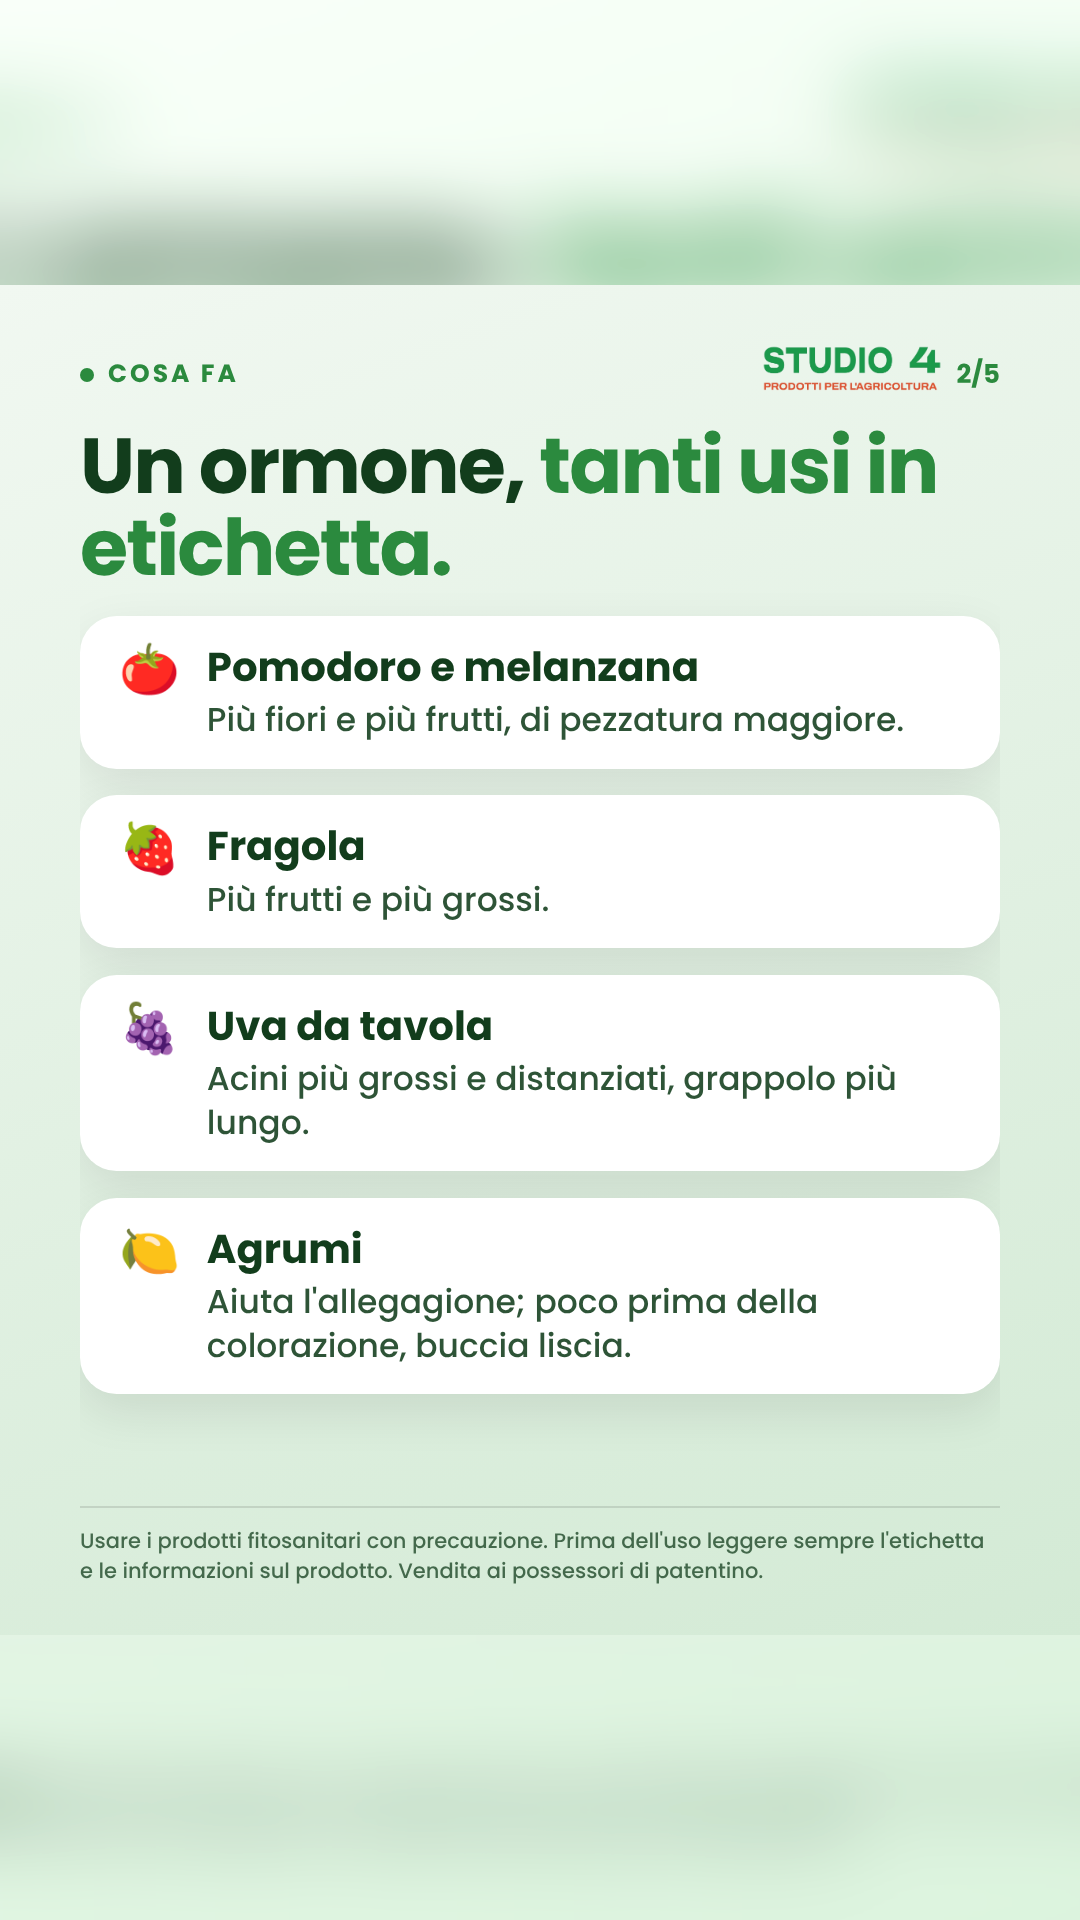 COSA FA
STUDIO 4
PRODOTTI PER L'AGRICOLTURA
2/5
Un ormone, tanti usi in
etichetta.
Pomodoro e melanzana
Più fiori e più frutti, di pezzatura maggiore.
Fragola
Più frutti e più grossi.
Uva da tavola
Acini più grossi e distanziati, grappolo più
lungo.
Agrumi
Aiuta l'allegagione; poco prima della
colorazione, buccia liscia.
Usare i prodotti fitosanitari con precauzione. Prima dell'uso leggere sempre l'etichetta
e le informazioni sul prodotto. Vendita ai possessori di patentino.